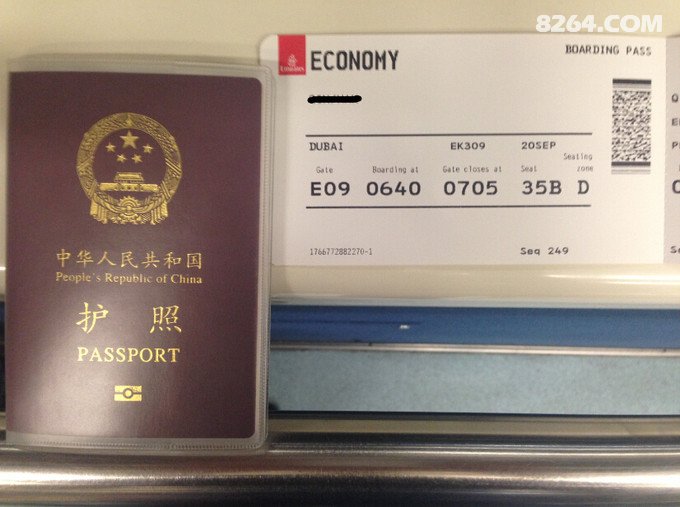 8264.COM
中华人民共和国
People's Republic of China
护 照
PASSPORT
Emirates
ECONOMY
BOARDING PASS
DUBAI EK309 20SEP
Gate Boarding at Gate closes at Seat Seating
zone
E09 0640 0705 35B D
1766772882270-1 Seq 249